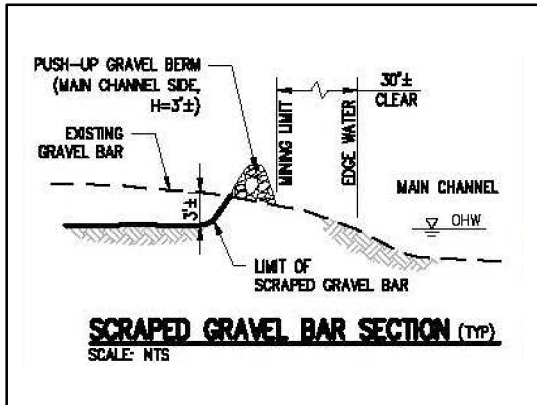 PUSH-UP GRAVEL BERM
(MAIN CHANNEL SIDE,
H=3'±)
30'±
CLEAR
EXISTING
GRAVEL BAR
MINING LIMIT
EDGE WATER
MAIN CHANNEL
3'±
OHW
LIMIT OF
SCRAPED GRAVEL BAR
SCRAPED GRAVEL BAR SECTION (TYP)
SCALE: NTS